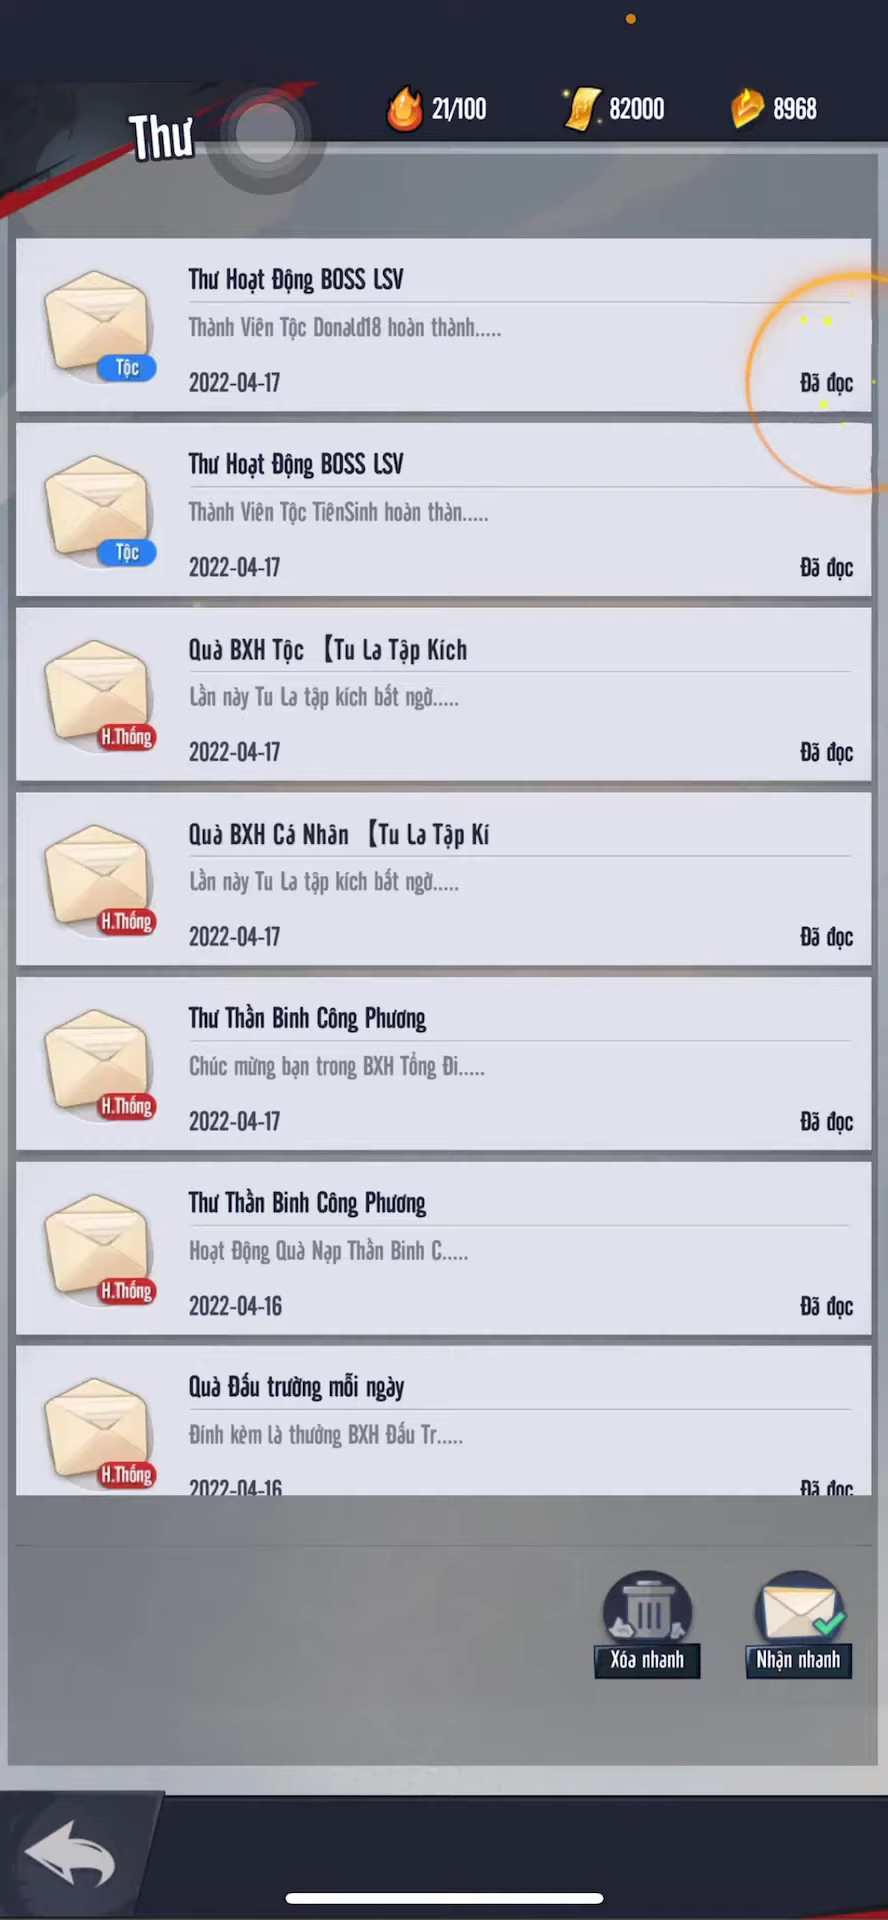 Thư
21/100
82000
8968
Thư Hoạt Động BOSS LSV
Thành Viên Tộc Donald18 hoàn thành.....
Tộc
2022-04-17
Đã đọc
Thư Hoạt Động BOSS LSV
Thành Viên Tộc TiênSinh hoàn thàn.....
Tộc
2022-04-17
Đã đọc
Quà BXH Tộc 【Tu La Tập Kích
Lần này Tu La tập kích bất ngờ.....
H.Thống
2022-04-17
Đã đọc
Quà BXH Cá Nhân 【Tu La Tập Kí
Lần này Tu La tập kích bất ngờ.....
H.Thống
2022-04-17
Đã đọc
Thư Thần Binh Công Phương
Chúc mừng bạn trong BXH Tổng Đi.....
H.Thống
2022-04-17
Đã đọc
Thư Thần Binh Công Phương
Hoạt Động Quà Nạp Thần Binh C.....
H.Thống
2022-04-16
Đã đọc
Quà Đấu trường mỗi ngày
Đính kèm là thưởng BXH Đấu Tr.....
H.Thống
2022-04-16
Đã đọc
Xóa nhanh
Nhận nhanh